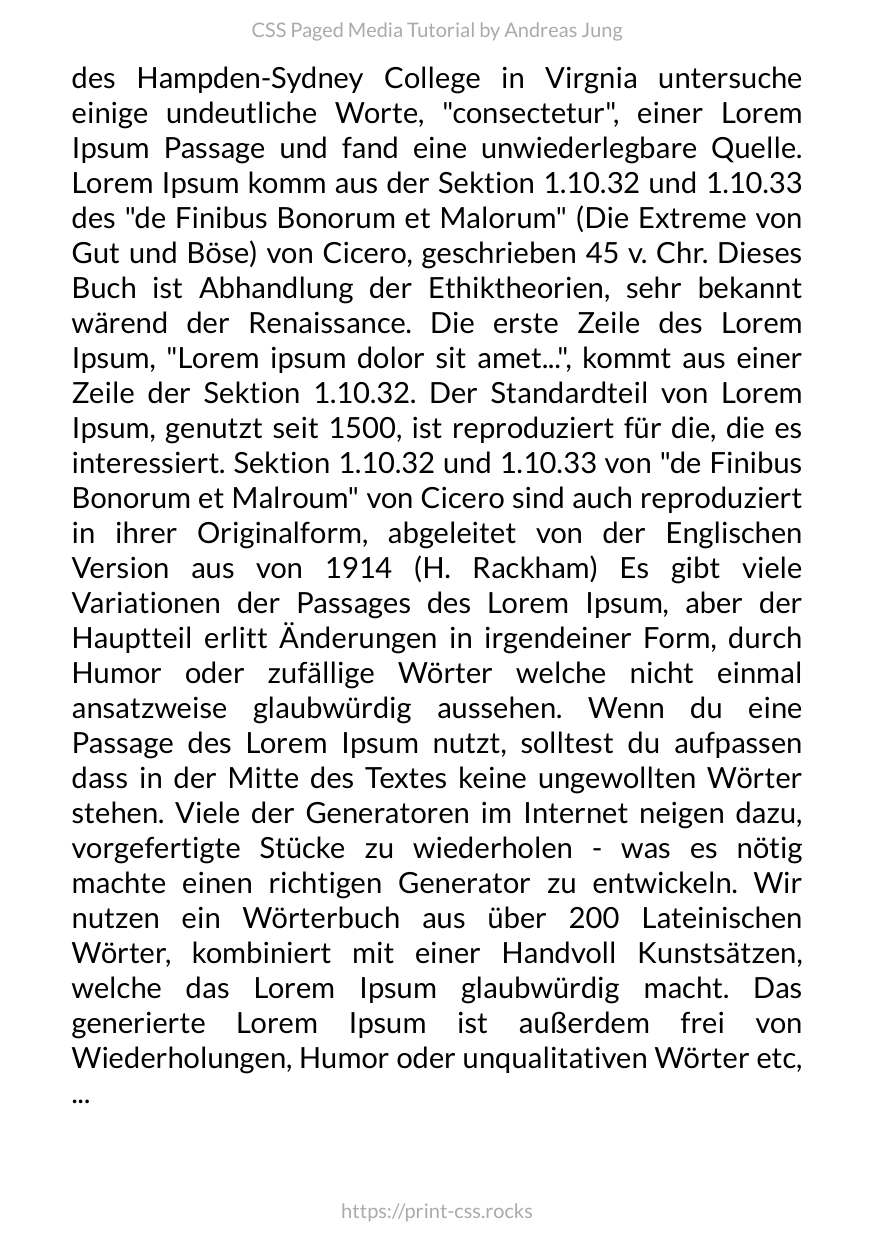 CSS Paged Media Tutorial by Andreas Jung
des Hampden-Sydney College in Virgnia untersuche
einige undeutliche Worte, "consectetur", einer Lorem
Ipsum Passage und fand eine unwiederlegbare Quelle.
Lorem Ipsum komm aus der Sektion 1.10.32 und 1.10.33
des "de Finibus Bonorum et Malorum" (Die Extreme von
Gut und Böse) von Cicero, geschrieben 45 v. Chr. Dieses
Buch ist Abhandlung der Ethiktheorien, sehr bekannt
wärend der Renaissance. Die erste Zeile des Lorem
Ipsum, "Lorem ipsum dolor sit amet...", kommt aus einer
Zeile der Sektion 1.10.32. Der Standardteil von Lorem
Ipsum, genutzt seit 1500, ist reproduziert für die, die es
interessiert. Sektion 1.10.32 und 1.10.33 von "de Finibus
Bonorum et Malroum" von Cicero sind auch reproduziert
in ihrer Originalform, abgeleitet von der Englischen
Version aus von 1914 (H. Rackham) Es gibt viele
Variationen der Passages des Lorem Ipsum, aber der
Hauptteil erlitt Änderungen in irgendeiner Form, durch
Humor oder zufällige Wörter welche nicht einmal
ansatzweise glaubwürdig aussehen. Wenn du eine
Passage des Lorem Ipsum nutzt, solltest du aufpassen
dass in der Mitte des Textes keine ungewollten Wörter
stehen. Viele der Generatoren im Internet neigen dazu,
vorgefertigte Stücke zu wiederholen - was es nötig
machte einen richtigen Generator zu entwickeln. Wir
nutzen ein Wörterbuch aus über 200 Lateinischen
Wörter, kombiniert mit einer Handvoll Kunstsätzen,
welche das Lorem Ipsum glaubwürdig macht. Das
generierte Lorem Ipsum ist außerdem frei von
Wiederholungen, Humor oder unqualitativen Wörter etc,
...
https://print-css.rocks